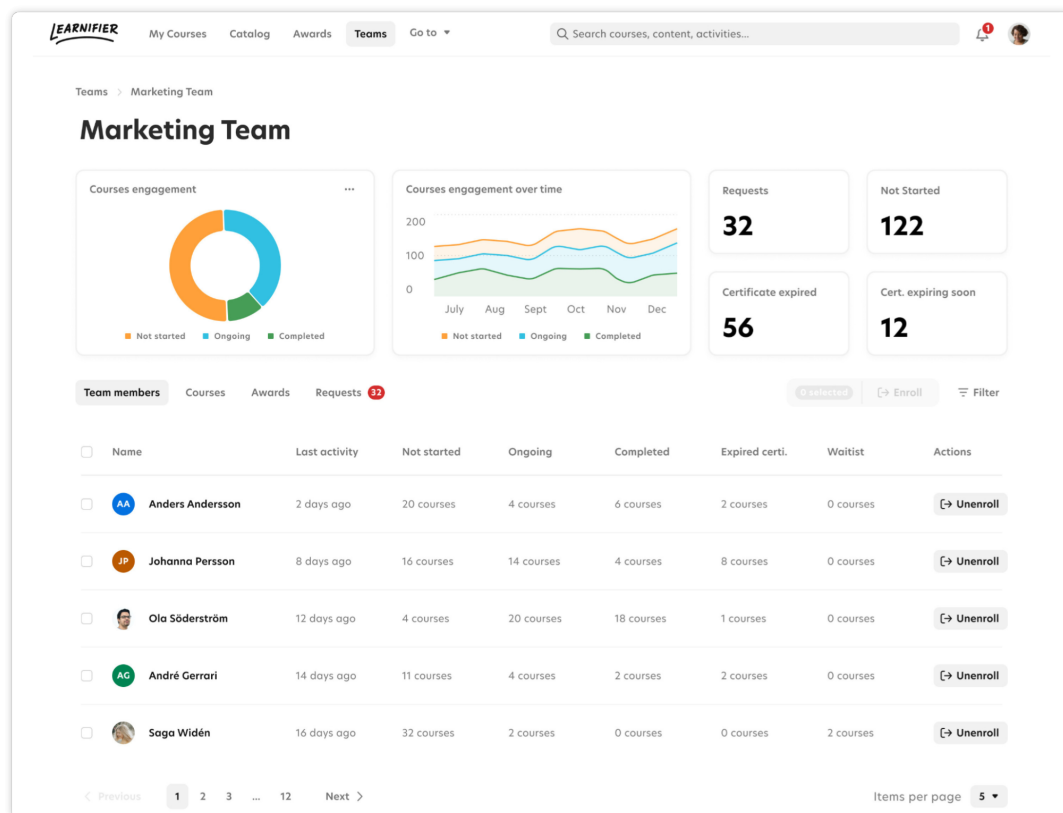 LEARNIFIER My Courses Catalog Awards Teams Go to Search courses, content, activities... 1
Teams > Marketing Team
Marketing Team
Courses engagement ...
Not started Ongoing Completed
Courses engagement over time
200
100
0
July Aug Sept Oct Nov Dec
Not started Ongoing Completed
Requests
32
Not Started
122
Certificate expired
56
Cert. expiring soon
12
Team members Courses Awards Requests 32 0 selected Enroll Filter
Name Last activity Not started Ongoing Completed Expired certi. Waitist Actions
AA Anders Andersson 2 days ago 20 courses 4 courses 6 courses 2 courses 0 courses Unenroll
JP Johanna Persson 8 days ago 16 courses 14 courses 4 courses 8 courses 0 courses Unenroll
Ola Söderström 12 days ago 4 courses 20 courses 18 courses 1 courses 0 courses Unenroll
AG André Gerrari 14 days ago 11 courses 4 courses 2 courses 2 courses 0 courses Unenroll
Saga Widén 16 days ago 32 courses 2 courses 0 courses 0 courses 2 courses Unenroll
< Previous 1 2 3 ... 12 Next > Items per page 5